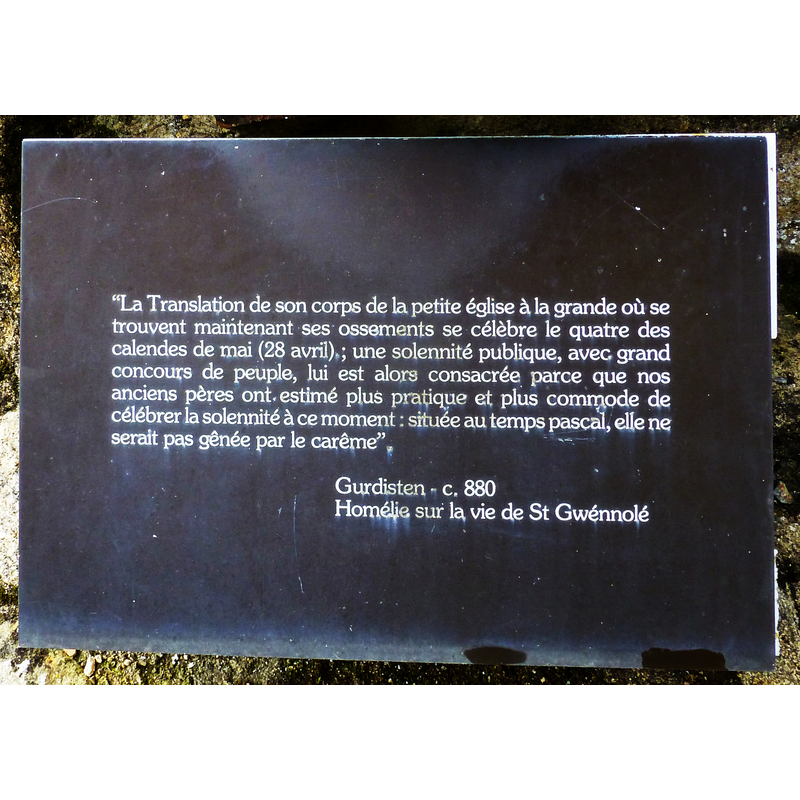 “La Translation de son corps de la petite église à la grande où se
trouvent maintenant ses ossements se célèbre le quatre des
calendes de mai (28 avril) ; une solennité publique, avec grand
concours de peuple, lui est alors consacrée parce que nos
anciens pères ont estimé plus pratique et plus commode de
célébrer la solennité à ce moment : située au temps pascal, elle ne
serait pas gênée par le carême”
Gurdisten - c. 880
Homélie sur la vie de St Gwénnolé